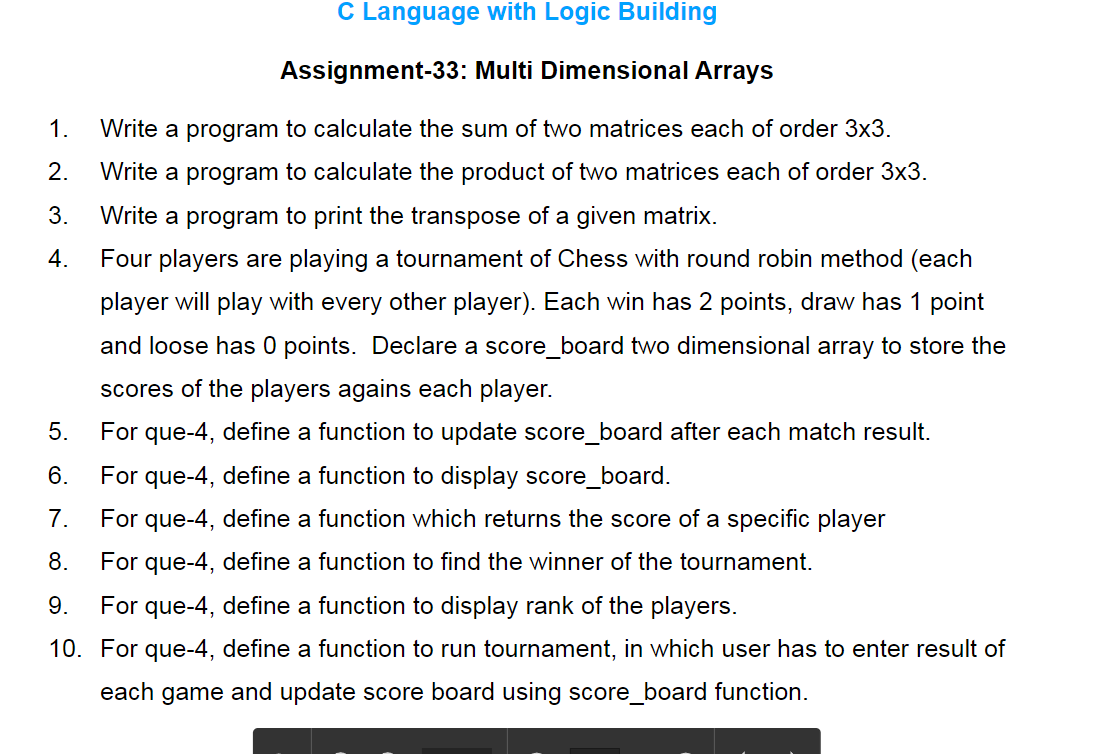 C Language with Logic Building
Assignment-33: Multi Dimensional Arrays
1. Write a program to calculate the sum of two matrices each of order 3x3.
2. Write a program to calculate the product of two matrices each of order 3x3.
3. Write a program to print the transpose of a given matrix.
4. Four players are playing a tournament of Chess with round robin method (each
player will play with every other player). Each win has 2 points, draw has 1 point
and loose has 0 points.  Declare a score_board two dimensional array to store the
scores of the players agains each player.
5. For que-4, define a function to update score_board after each match result.
6. For que-4, define a function to display score_board.
7. For que-4, define a function which returns the score of a specific player
8. For que-4, define a function to find the winner of the tournament.
9. For que-4, define a function to display rank of the players.
10. For que-4, define a function to run tournament, in which user has to enter result of
each game and update score board using score_board function.